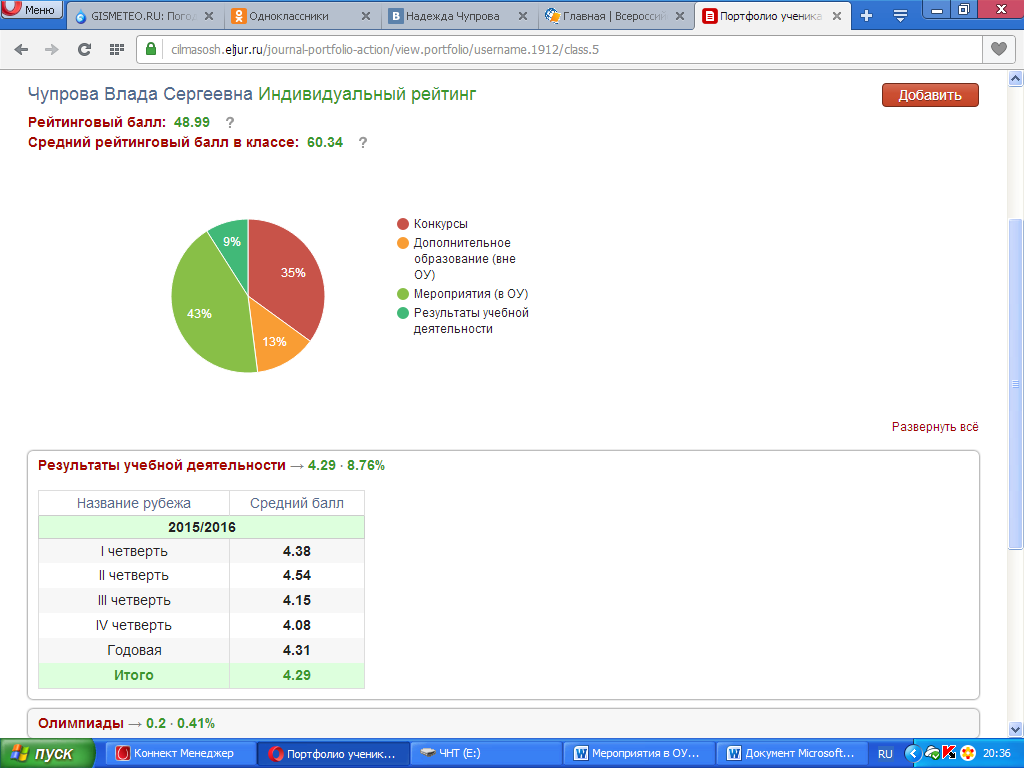 Меню
GISMETEO.RU: Пого
Одноклассники
Надежда Чупрова
Главная | Всеросси
Портфолио ученика
cilmasosh.eljur.ru/journal-portfolio-action/view.portfolio/username.1912/class.5
Чупрова Влада Сергеевна Индивидуальный рейтинг
Добавить
Рейтинговый балл: 48.99 ?
Средний рейтинговый балл в классе: 60.34 ?
9%
35%
43%
13%
Конкурсы
Дополнительное
образование (вне
ОУ)
Мероприятия (в ОУ)
Результаты учебной
деятельности
Развернуть всё
Результаты учебной деятельности → 4.29 · 8.76%
Название рубежа Средний балл
2015/2016
I четверть 4.38
II четверть 4.54
III четверть 4.15
IV четверть 4.08
Годовая 4.31
Итого 4.29
Олимпиады → 0.2 · 0.41%
пуск
Коннект Менеджер
Портфолио ученик...
ЧНТ (E:)
Мероприятия в ОУ...
Документ Microsoft...
RU
20:36